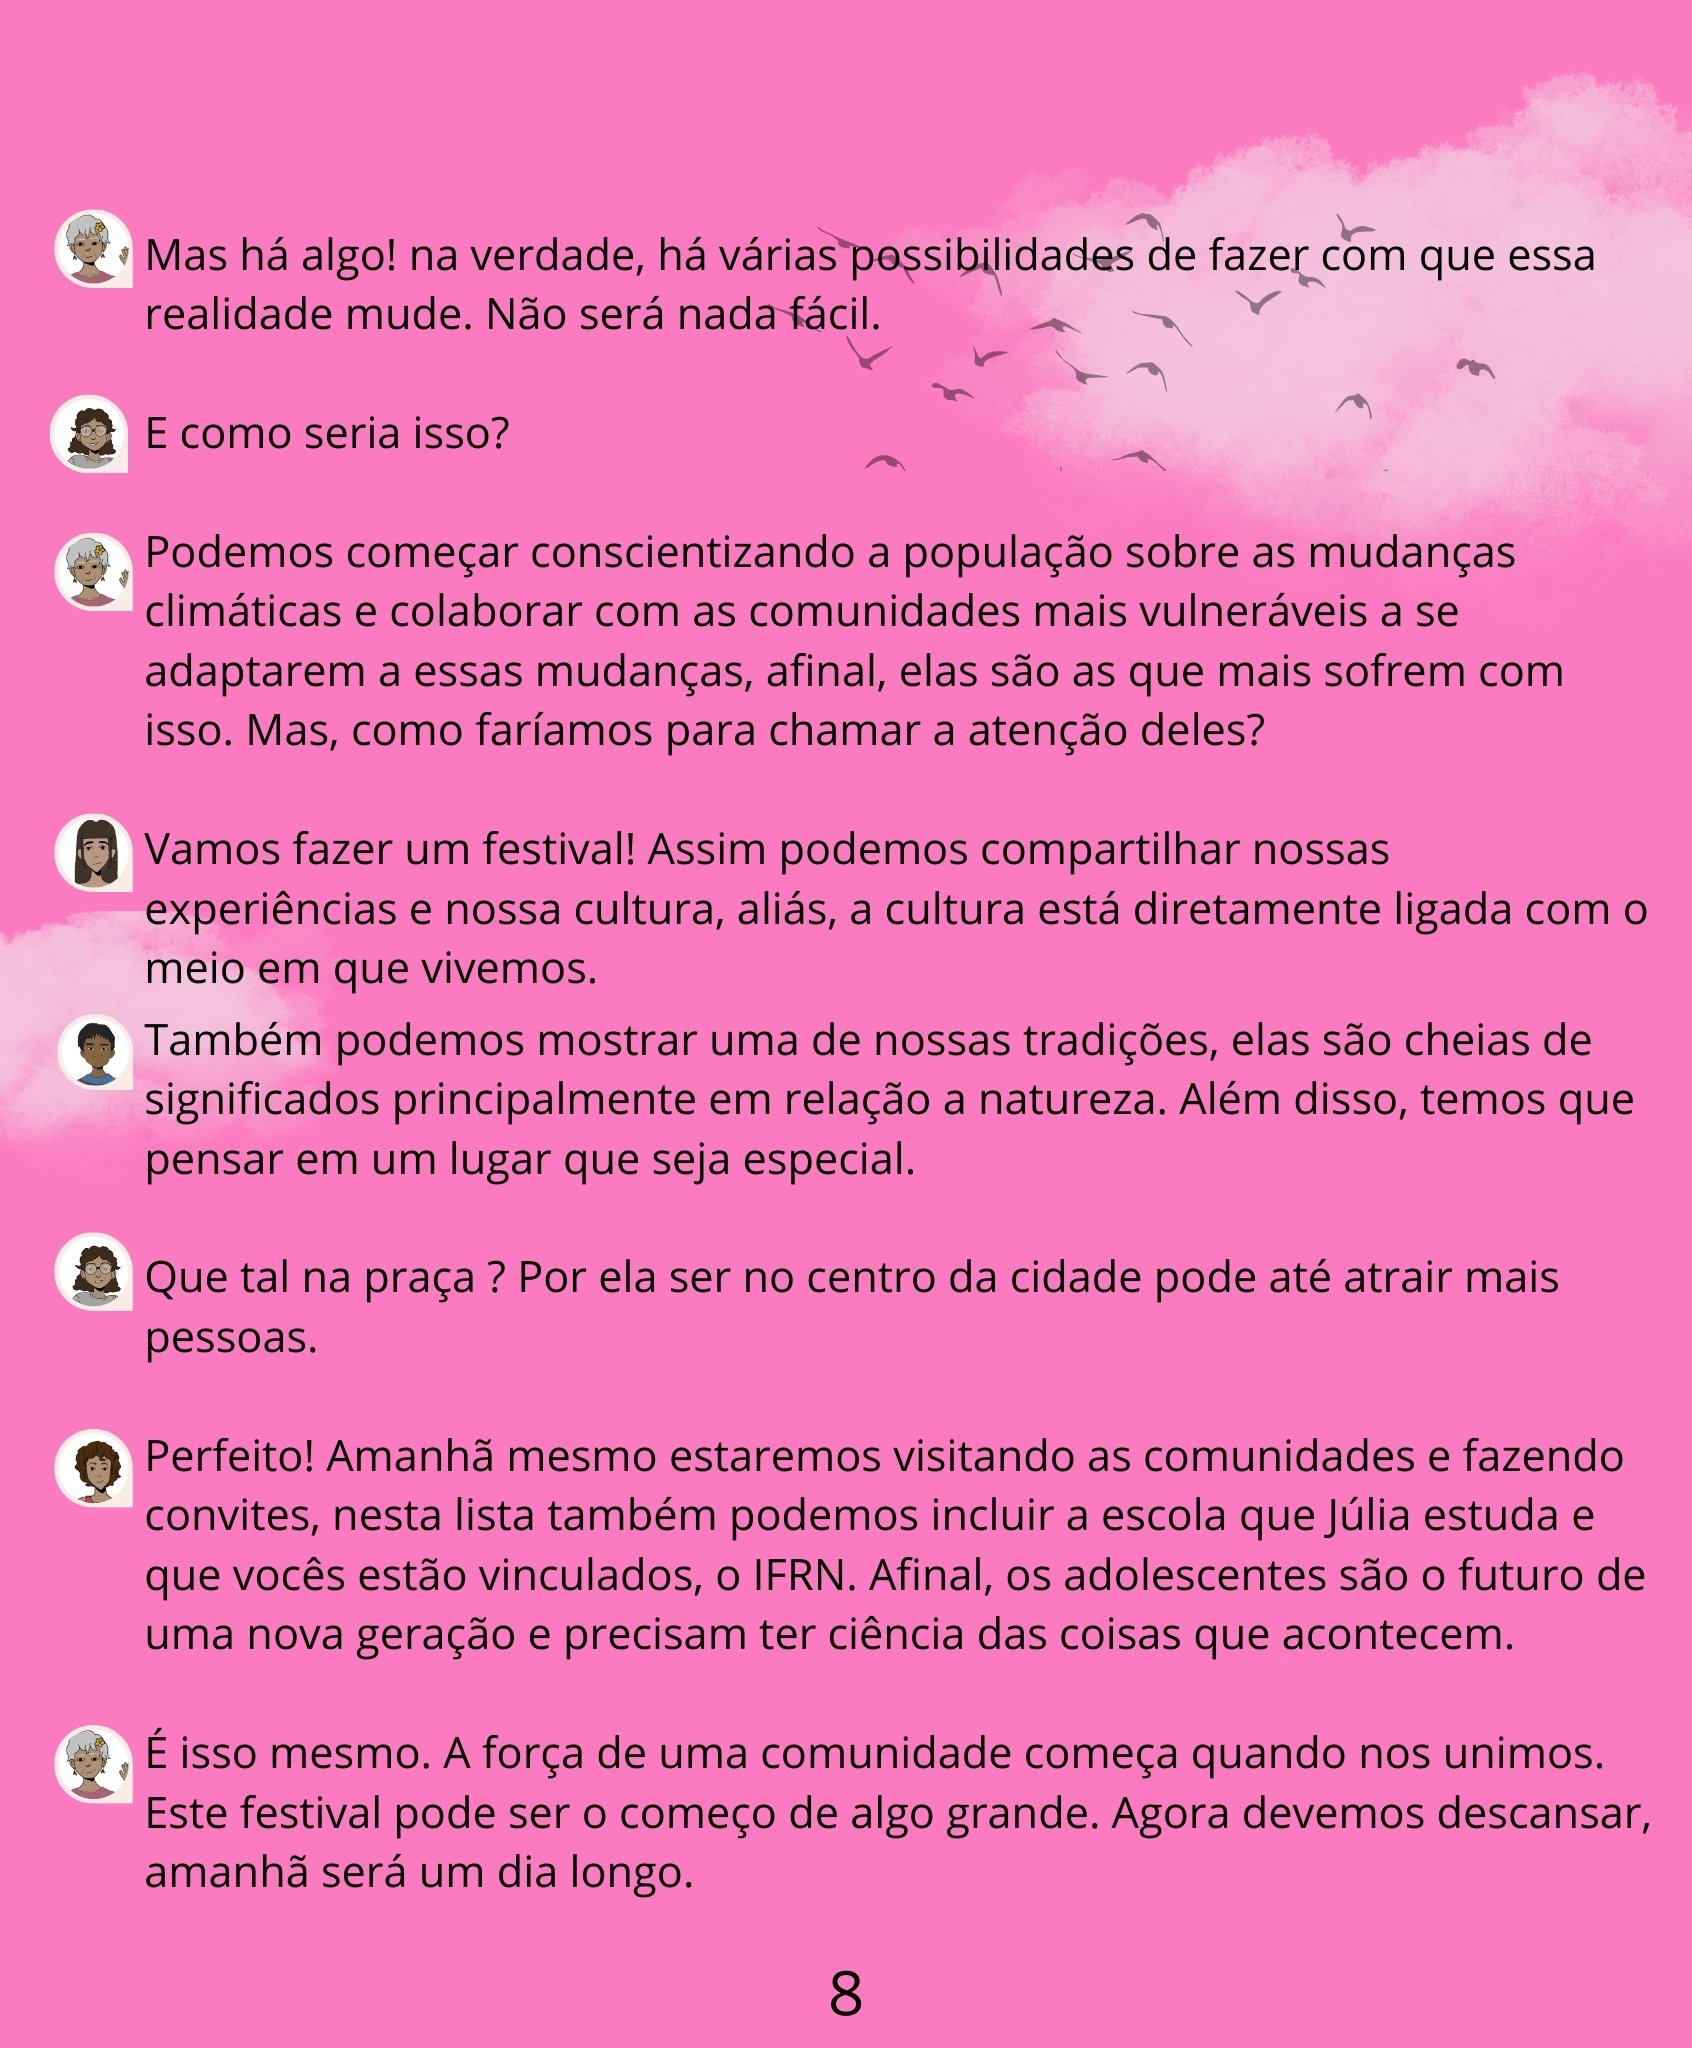 Mas há algo! na verdade, há várias possibilidades de fazer com que essa
realidade mude. Não será nada fácil.
E como seria isso?
Podemos começar conscientizando a população sobre as mudanças
climáticas e colaborar com as comunidades mais vulneráveis a se
adaptarem a essas mudanças, afinal, elas são as que mais sofrem com
isso. Mas, como faríamos para chamar a atenção deles?
Vamos fazer um festival! Assim podemos compartilhar nossas
experiências e nossa cultura, aliás, a cultura está diretamente ligada com o
meio em que vivemos.
Também podemos mostrar uma de nossas tradições, elas são cheias de
significados principalmente em relação a natureza. Além disso, temos que
pensar em um lugar que seja especial.
Que tal na praça ? Por ela ser no centro da cidade pode até atrair mais
pessoas.
Perfeito! Amanhã mesmo estaremos visitando as comunidades e fazendo
convites, nesta lista também podemos incluir a escola que Júlia estuda e
que vocês estão vinculados, o IFRN. Afinal, os adolescentes são o futuro de
uma nova geração e precisam ter ciência das coisas que acontecem.
É isso mesmo. A força de uma comunidade começa quando nos unimos.
Este festival pode ser o começo de algo grande. Agora devemos descansar,
amanhã será um dia longo.
8